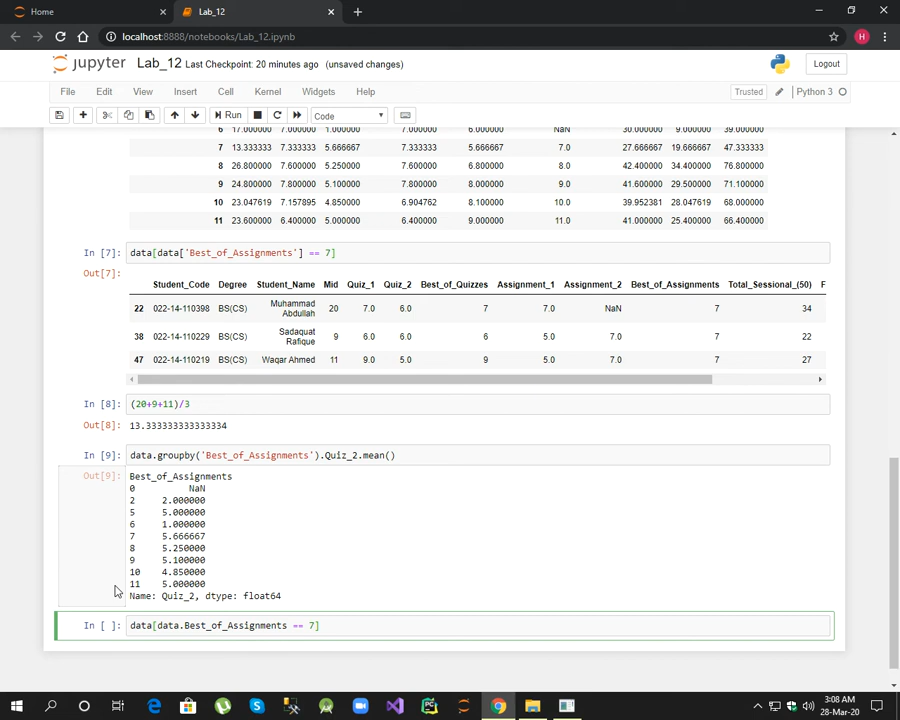 Home
Lab_12
localhost:8888/notebooks/Lab_12.ipynb
H
jupyter Lab_12 Last Checkpoint: 20 minutes ago (unsaved changes)
Logout
File Edit View Insert Cell Kernel Widgets Help
Trusted Python 3
Run Code
6 17.000000 7.000000 1.000000 7.000000 6.000000 NaN 30.000000 9.000000 39.000000
7 13.333333 7.333333 5.666667 7.333333 5.666667 7.0 27.666667 19.666667 47.333333
8 26.800000 7.600000 5.250000 7.600000 6.800000 8.0 42.400000 34.400000 76.800000
9 24.800000 7.800000 5.100000 7.800000 8.000000 9.0 41.600000 29.500000 71.100000
10 23.047619 7.157895 4.850000 6.904762 8.100000 10.0 39.952381 28.047619 68.000000
11 23.600000 6.400000 5.000000 6.400000 9.000000 11.0 41.000000 25.400000 66.400000
In [7]: data[data['Best_of_Assignments'] == 7]
Out[7]:
Student_Code Degree Student_Name Mid Quiz_1 Quiz_2 Best_of_Quizzes Assignment_1 Assignment_2 Best_of_Assignments Total_Sessional_(50) F
22 022-14-110398 BS(CS) Muhammad Abdullah 20 7.0 6.0 7 7.0 NaN 7 34
38 022-14-110229 BS(CS) Sadaquat Rafique 9 6.0 6.0 6 5.0 7.0 7 22
47 022-14-110219 BS(CS) Waqar Ahmed 11 9.0 5.0 9 5.0 7.0 7 27
In [8]: (20+9+11)/3
Out[8]: 13.333333333333334
In [9]: data.groupby('Best_of_Assignments').Quiz_2.mean()
Out[9]: Best_of_Assignments
0 NaN
2 2.000000
5 5.000000
6 1.000000
7 5.666667
8 5.250000
9 5.100000
10 4.850000
11 5.000000
Name: Quiz_2, dtype: float64
In [ ]: data[data.Best_of_Assignments == 7]
3:08 AM
28-Mar-20